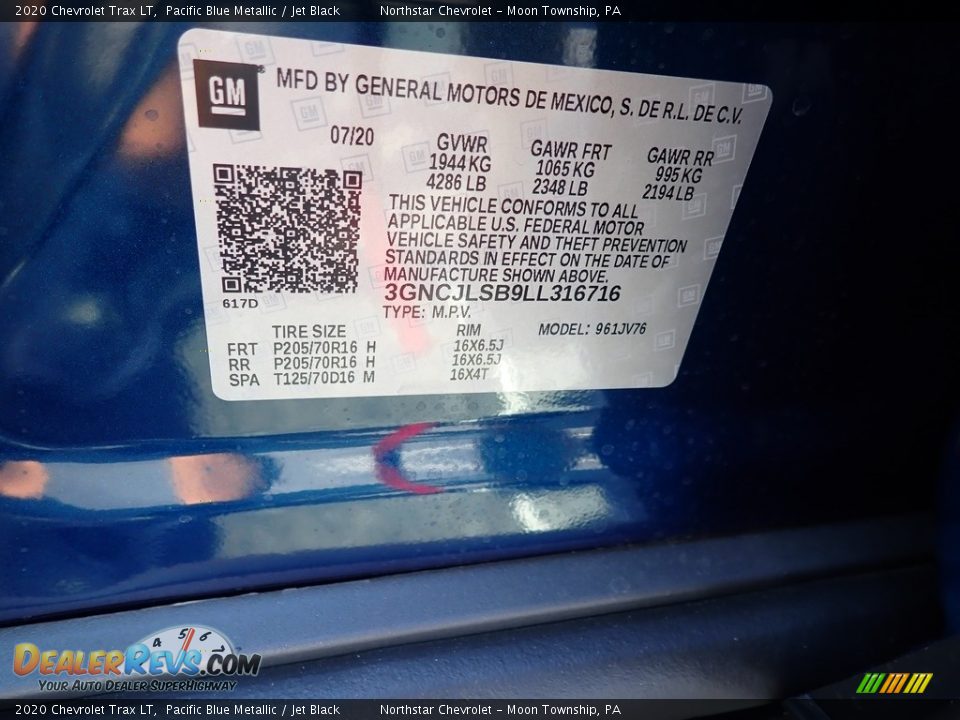 2020 Chevrolet Trax LT, Pacific Blue Metallic / Jet Black Northstar Chevrolet - Moon Township, PA
GM
MFD BY GENERAL MOTORS DE MEXICO, S. DE R.L. DE C.V.
07/20
GVWR GAWR FRT GAWR RR
1944 KG 1065 KG 995 KG
4286 LB 2348 LB 2194 LB
THIS VEHICLE CONFORMS TO ALL
APPLICABLE U.S. FEDERAL MOTOR
VEHICLE SAFETY AND THEFT PREVENTION
STANDARDS IN EFFECT ON THE DATE OF
MANUFACTURE SHOWN ABOVE.
3GNCJLSB9LL316716
617D
TYPE: M.P.V.
TIRE SIZE RIM MODEL: 961JV76
FRT P205/70R16 H 16X6.5J
RR P205/70R16 H 16X6.5J
SPA T125/70D16 M 16X4T
4 5 6
DEALERREVS.COM
YOUR AUTO DEALER SUPERHIGHWAY
2020 Chevrolet Trax LT, Pacific Blue Metallic / Jet Black Northstar Chevrolet - Moon Township, PA